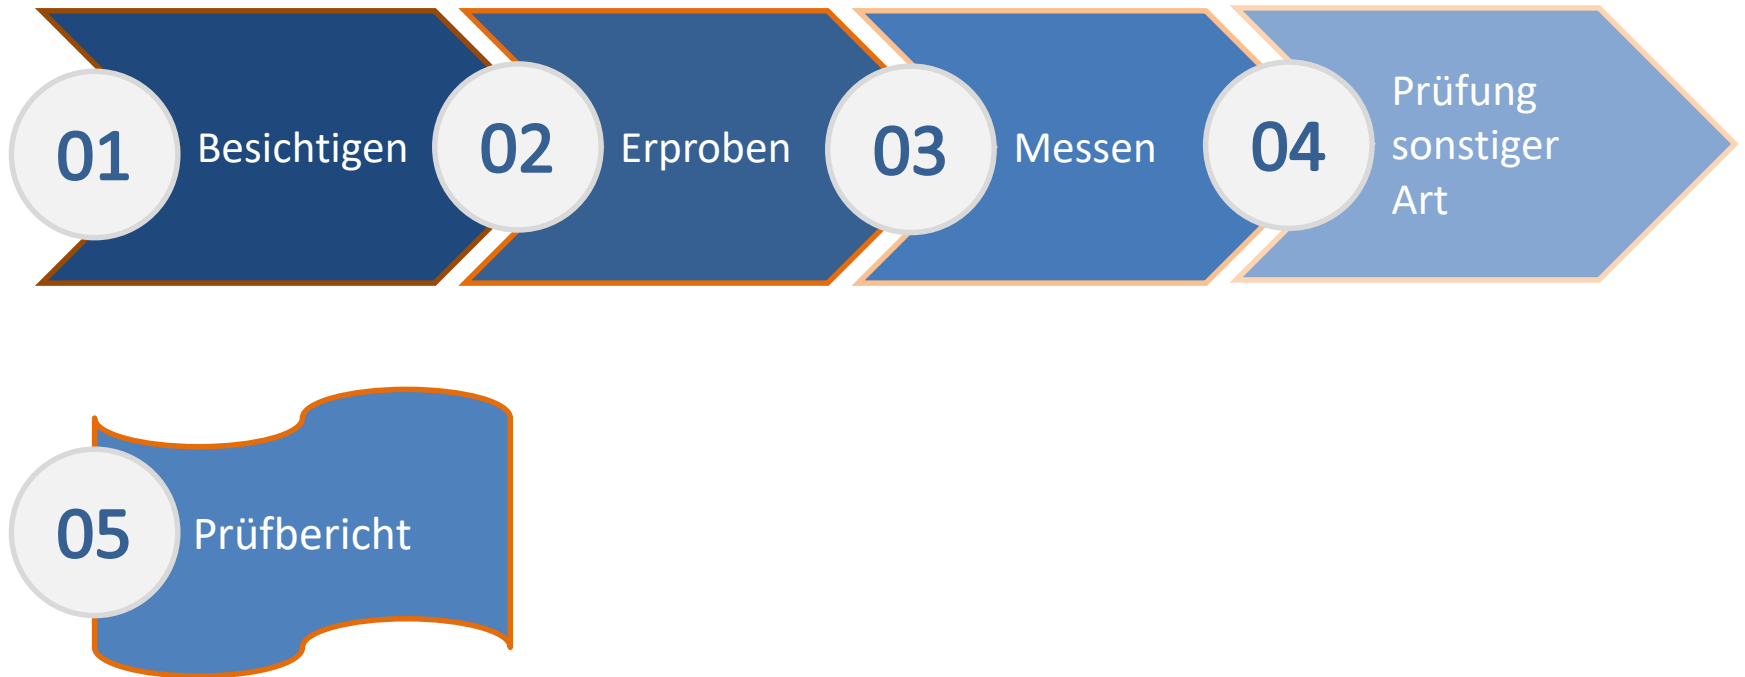 01
Besichtigen
02
Erproben
03
Messen
04
Prüfung
sonstiger
Art
05
Prüfbericht